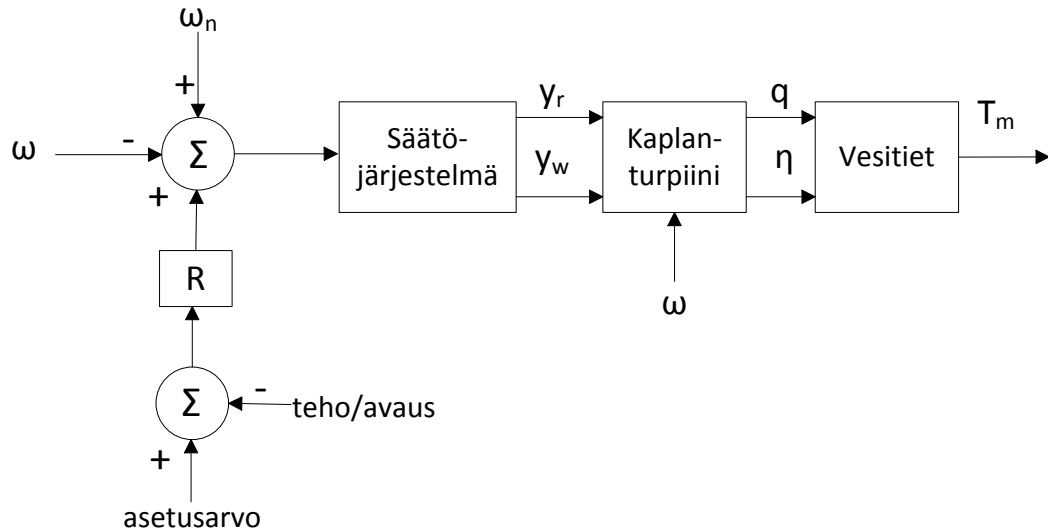 ωn
+
ω
-
Σ
+
Säätö-
järjestelmä
yr
yw
Kaplan-
turpiini
q
η
Vesitiet
Tm
R
ω
Σ
-
teho/avaus
+
asetusarvo